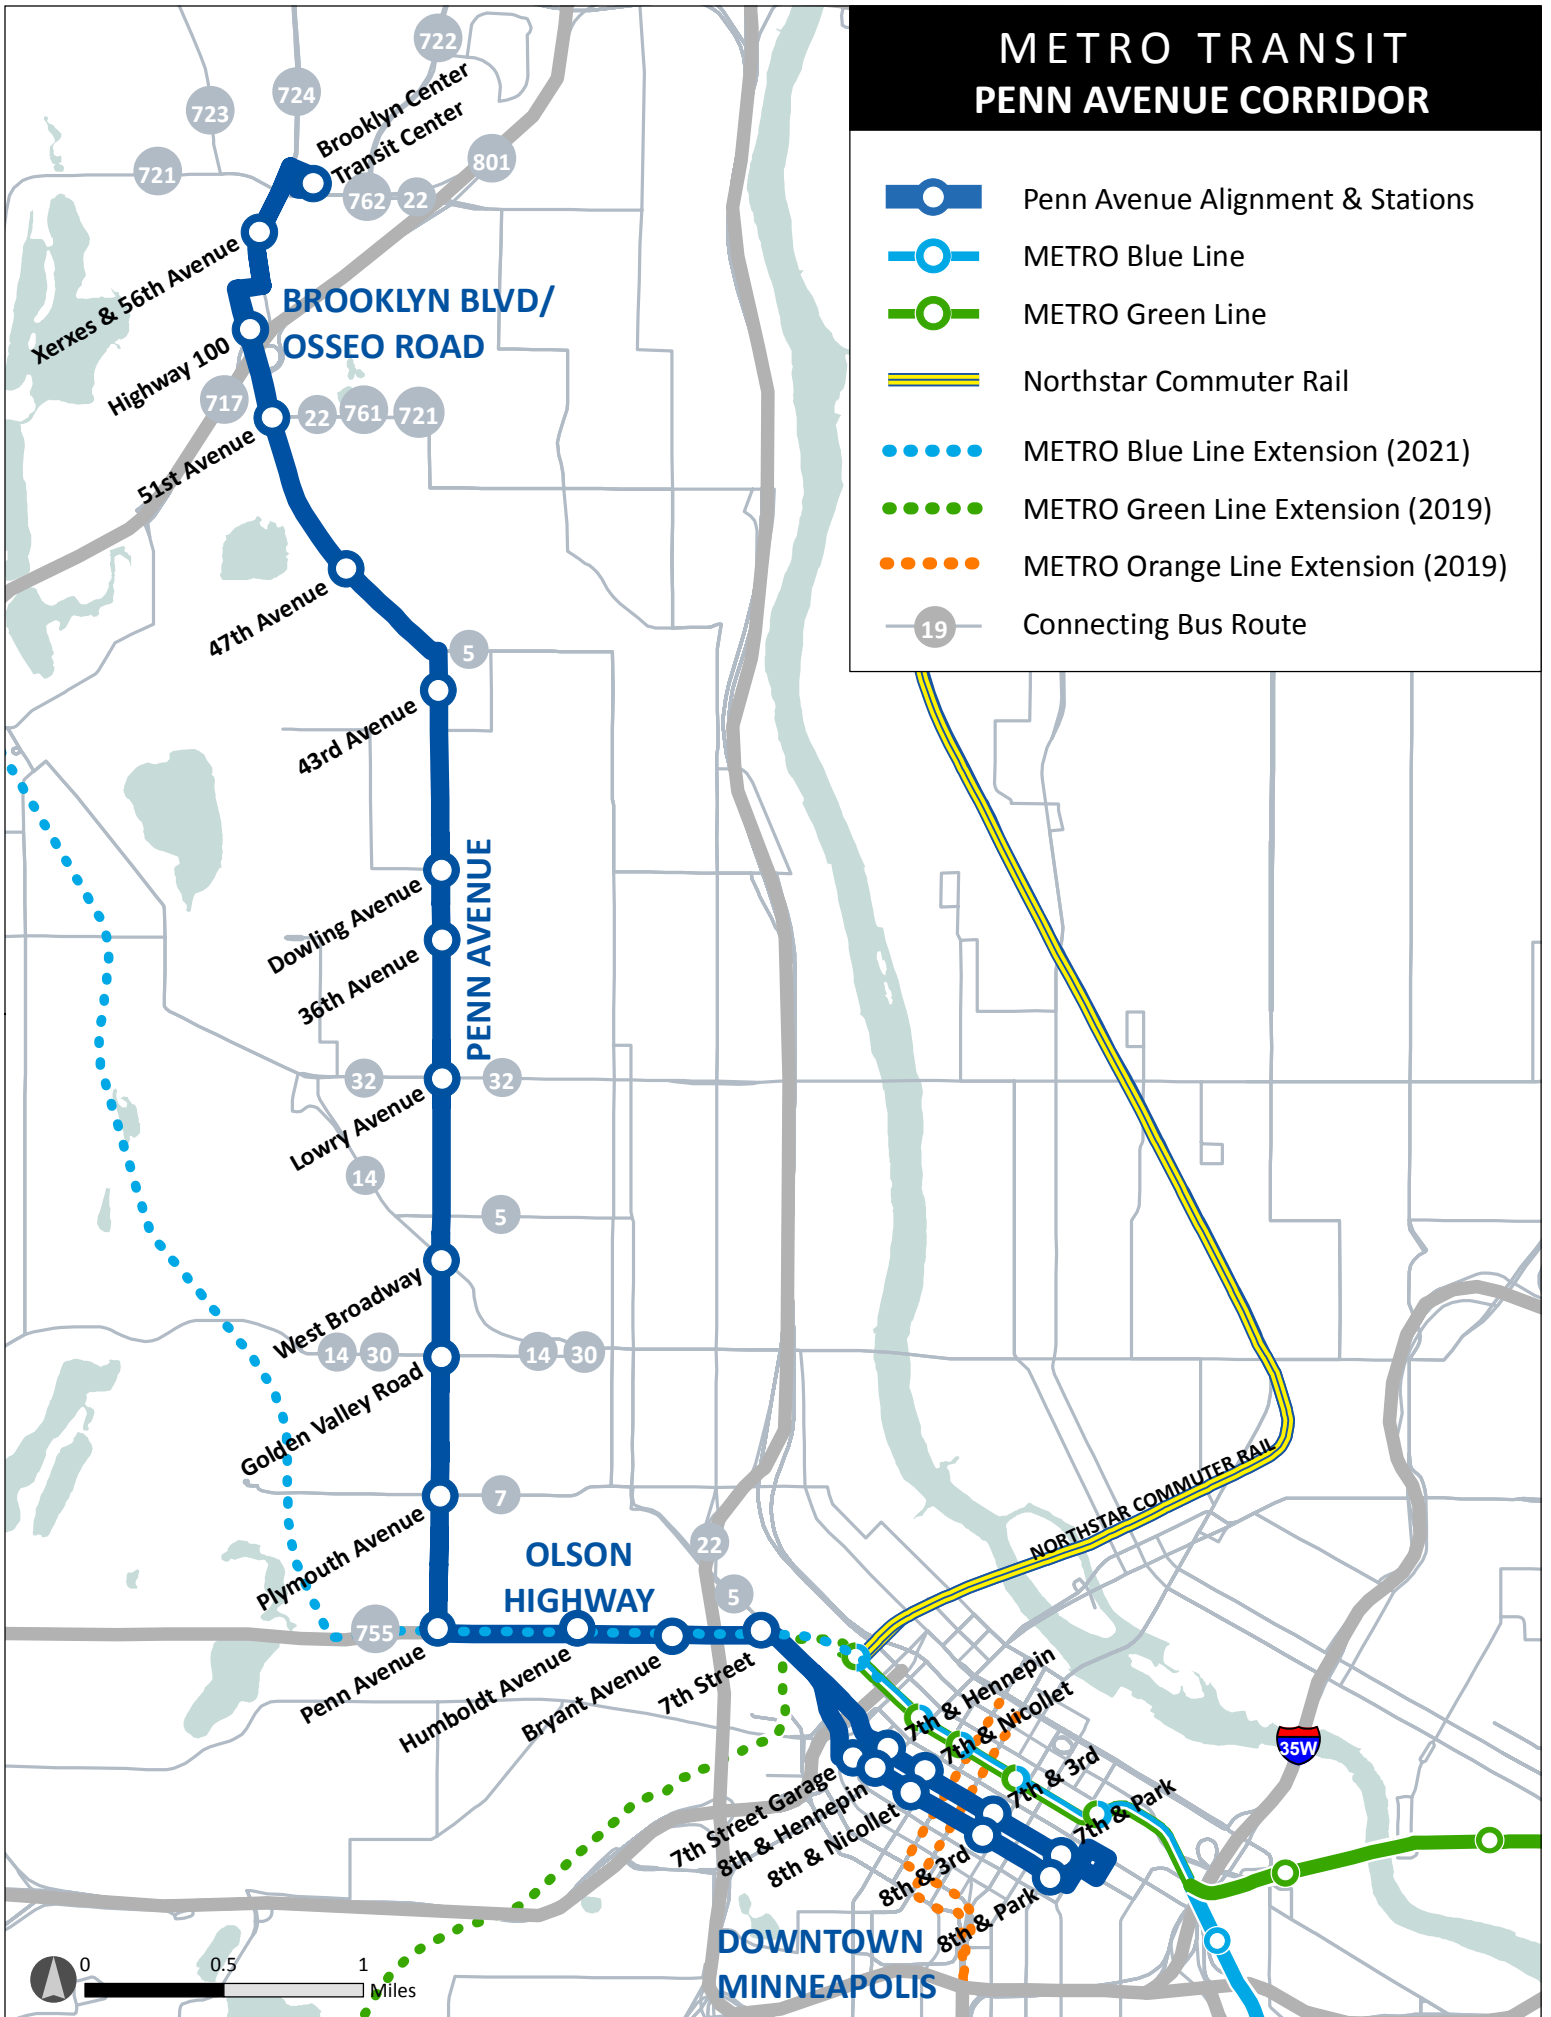 METRO TRANSIT
PENN AVENUE CORRIDOR
Penn Avenue Alignment & Stations
METRO Blue Line
METRO Green Line
Northstar Commuter Rail
METRO Blue Line Extension (2021)
METRO Green Line Extension (2019)
METRO Orange Line Extension (2019)
19
Connecting Bus Route
722
724
723
721
Brooklyn Center
Transit Center
801
762
22
Xerxes & 56th Avenue
BROOKLYN BLVD/
OSSEO ROAD
Highway 100
717
22
761
721
51st Avenue
47th Avenue
5
43rd Avenue
PENN AVENUE
Dowling Avenue
36th Avenue
32
32
Lowry Avenue
14
5
West Broadway
14
30
14
30
Golden Valley Road
7
Plymouth Avenue
NORTHSTAR COMMUTER RAIL
22
OLSON
HIGHWAY
5
755
Penn Avenue
Humboldt Avenue
Bryant Avenue
7th Street
7th & Hennepin
7th & Nicollet
7th & 3rd
7th & Park
35W
7th Street Garage
8th & Hennepin
8th & Nicollet
8th & 3rd
8th & Park
DOWNTOWN
MINNEAPOLIS
0
0.5
1
Miles